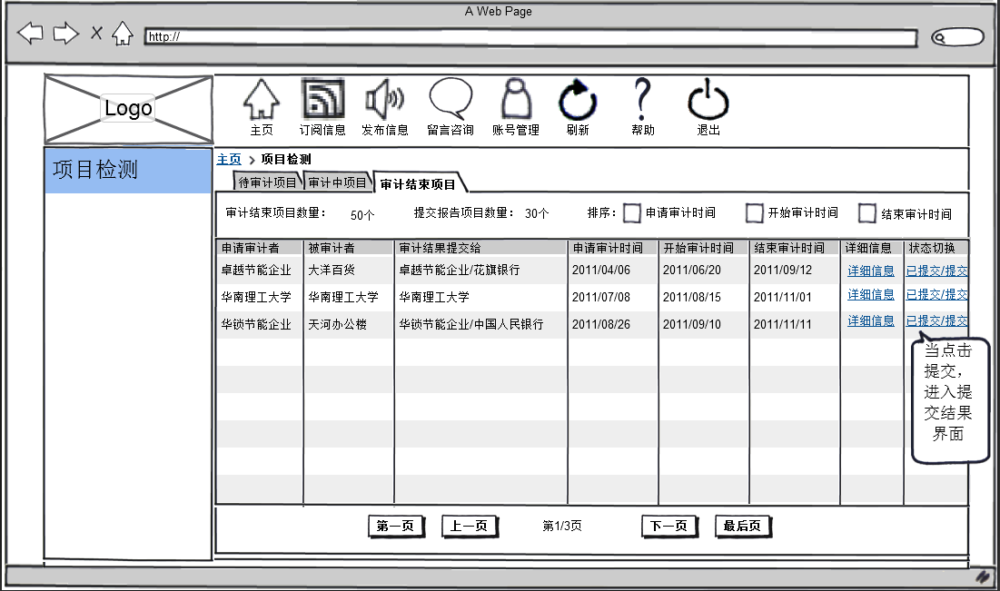 A Web Page
http://
Logo
主页 订阅信息 发布信息 留言咨询 账号管理 刷新 帮助 退出
项目检测
主页 > 项目检测
待审计项目 审计中项目 审计结束项目
审计结束项目数量： 50个 提交报告项目数量： 30个 排序： 申请审计时间 开始审计时间 结束审计时间
申请审计者 被审计者 审计结果提交给 申请审计时间 开始审计时间 结束审计时间 详细信息 状态切换
卓越节能企业 大洋百货 卓越节能企业/花旗银行 2011/04/06 2011/06/20 2011/09/12 详细信息 已提交/提交
华南理工大学 华南理工大学 华南理工大学 2011/07/08 2011/08/15 2011/11/01 详细信息 已提交/提交
华锁节能企业 天河办公楼 华锁节能企业/中国人民银行 2011/08/26 2011/09/10 2011/11/11 详细信息 已提交/提交
当点击
提交，
进入提
交结果
界面
第一页 上一页 第1/3页 下一页 最后页